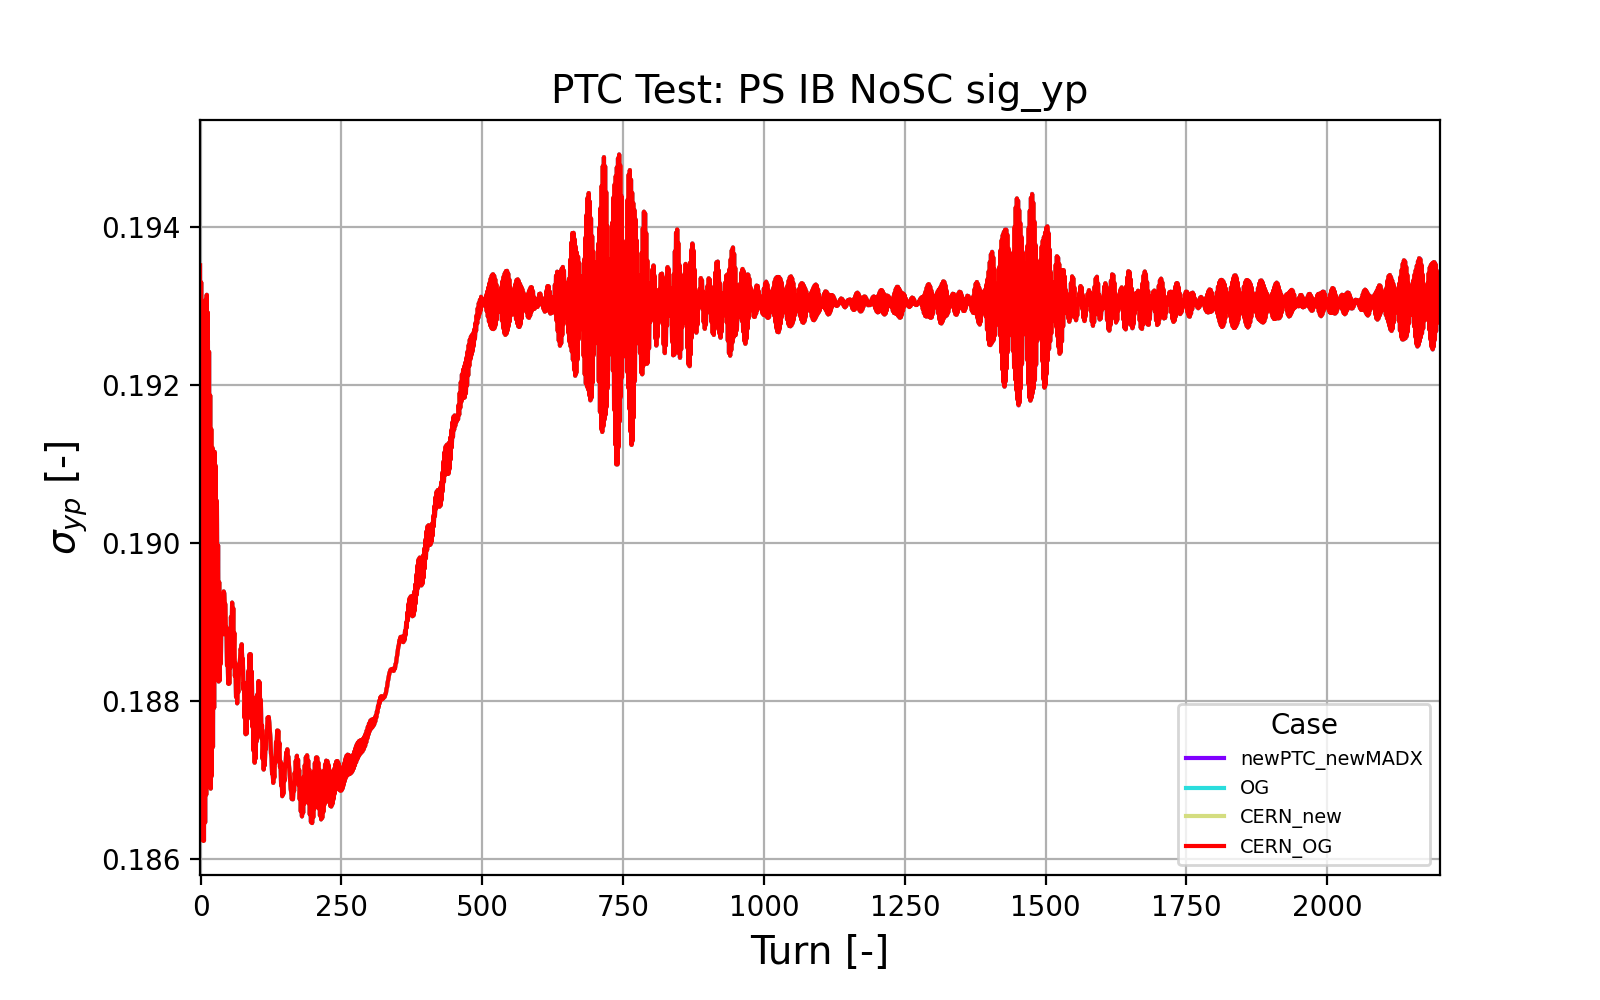 PTC Test: PS IB NoSC sig_yp
0.194
0.192
0.190
0.188
0.186
σyp [-]
0 250 500 750 1000 1250 1500 1750 2000
Turn [-]
Case
newPTC_newMADX
OG
CERN_new
CERN_OG